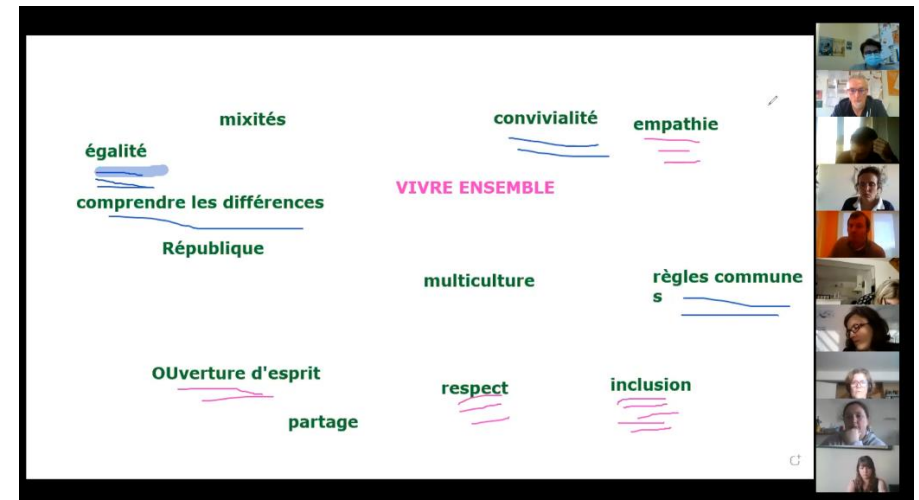 mixités
convivialité
empathie
égalité
VIVRE ENSEMBLE
comprendre les différences
République
multiculture
règles commune
s
OUverture d'esprit
respect
inclusion
partage